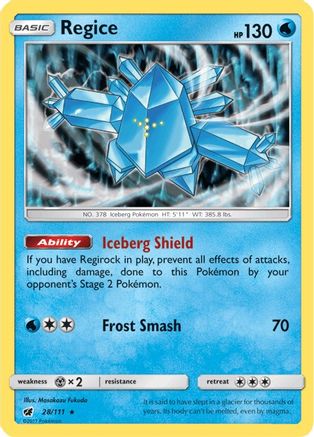 BASIC Regice HP 130
NO. 378 Iceberg Pokémon HT: 5'11" WT: 385.8 lbs.
Ability Iceberg Shield
If you have Regirock in play, prevent all effects of attacks,
including damage, done to this Pokémon by your
opponent's Stage 2 Pokémon.
Frost Smash 70
weakness ×2 resistance retreat
Illus. Masakazu Fukuda
28/111 ★
©2017 Pokémon
It is said to have slept in a glacier for thousands of
years. Its body can't be melted, even by magma.